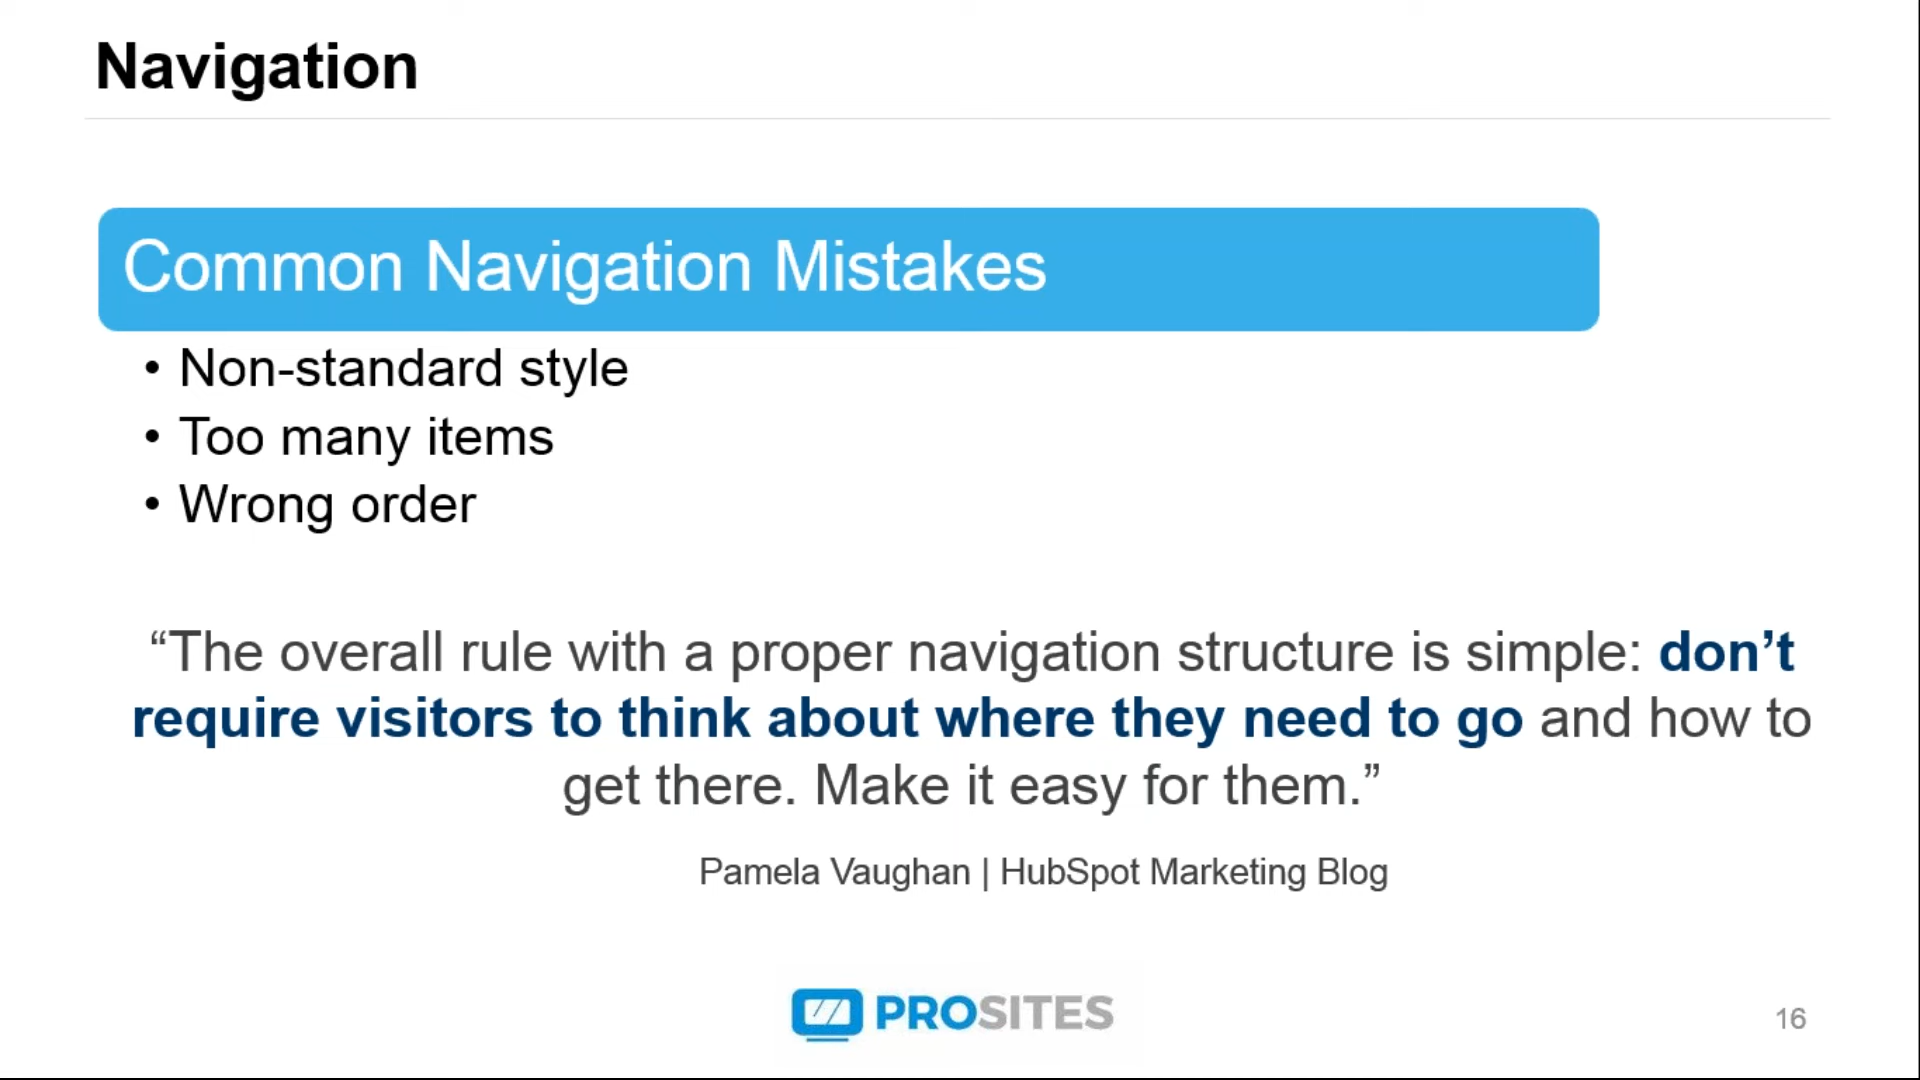 Navigation
Common Navigation Mistakes
• Non-standard style
• Too many items
• Wrong order
“The overall rule with a proper navigation structure is simple: don’t
require visitors to think about where they need to go and how to
get there. Make it easy for them.”
Pamela Vaughan | HubSpot Marketing Blog
PROSITES
16